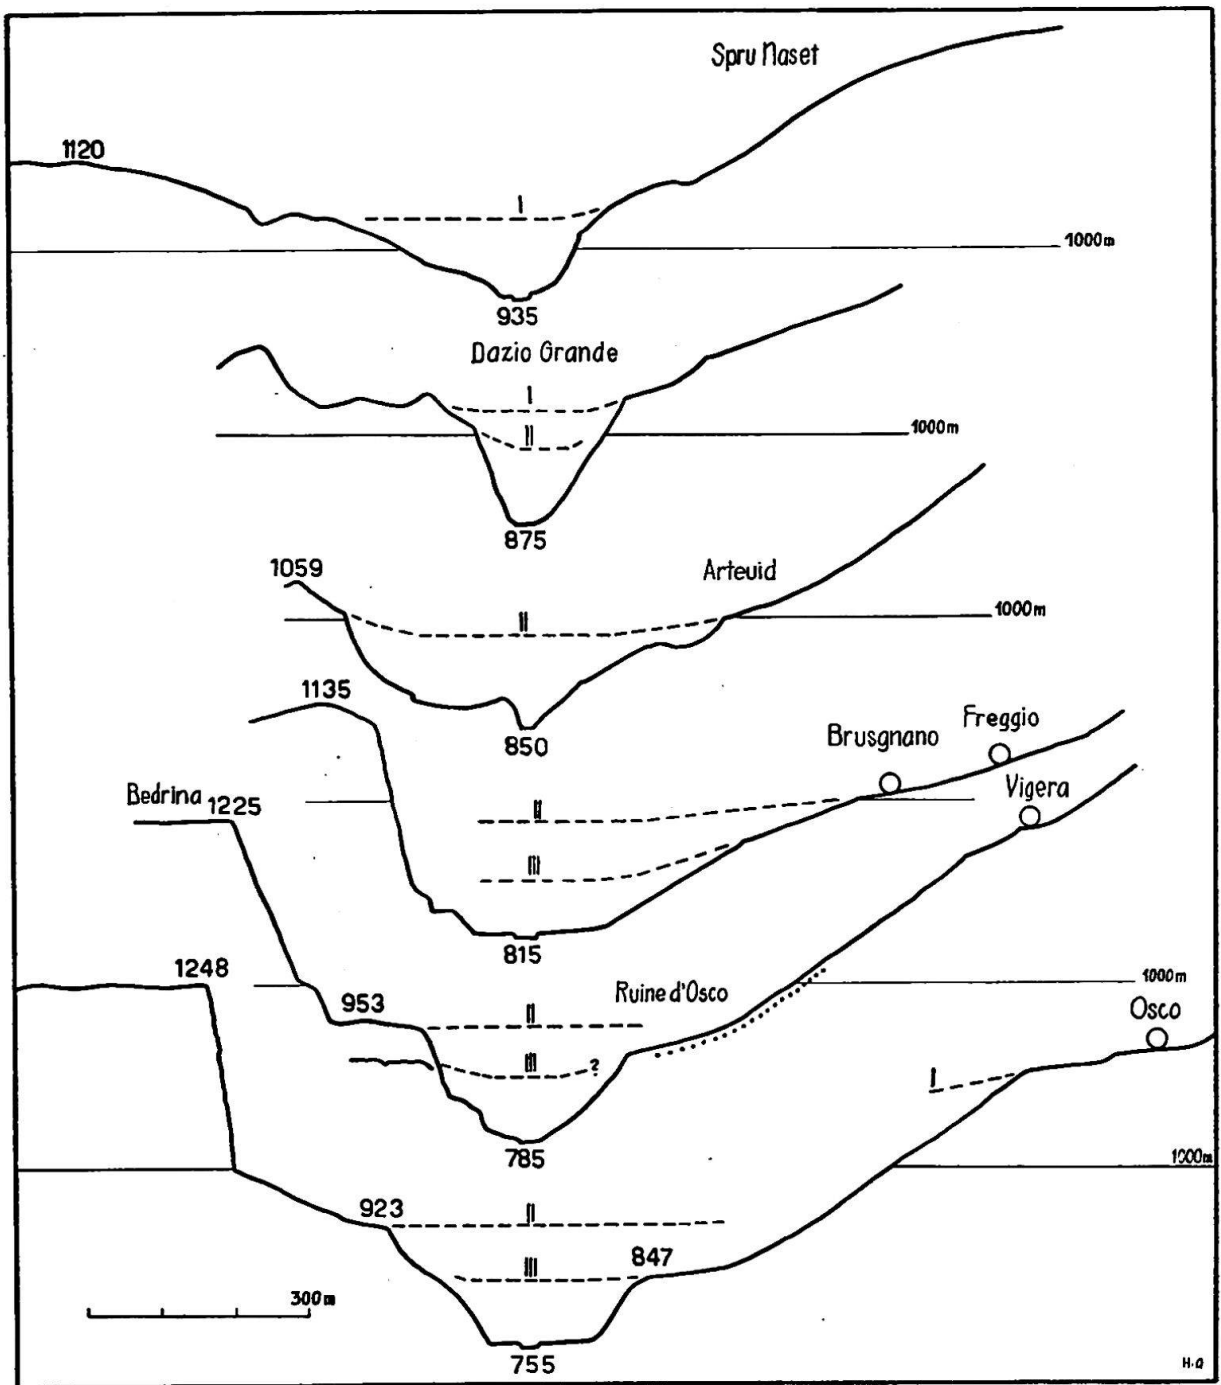 Spru Naset
1120
I
1000m
935
Dazio Grande
I
II
1000m
875
1059
Arteuid
II
1000m
1135
850
Brusgnano
Freggio
Bedrina
1225
II
Vigera
III
815
1248
953
Ruine d'Osco
1000m
II
Osco
III
?
I
785
1000m
923
II
847
III
300m
755
H.Q